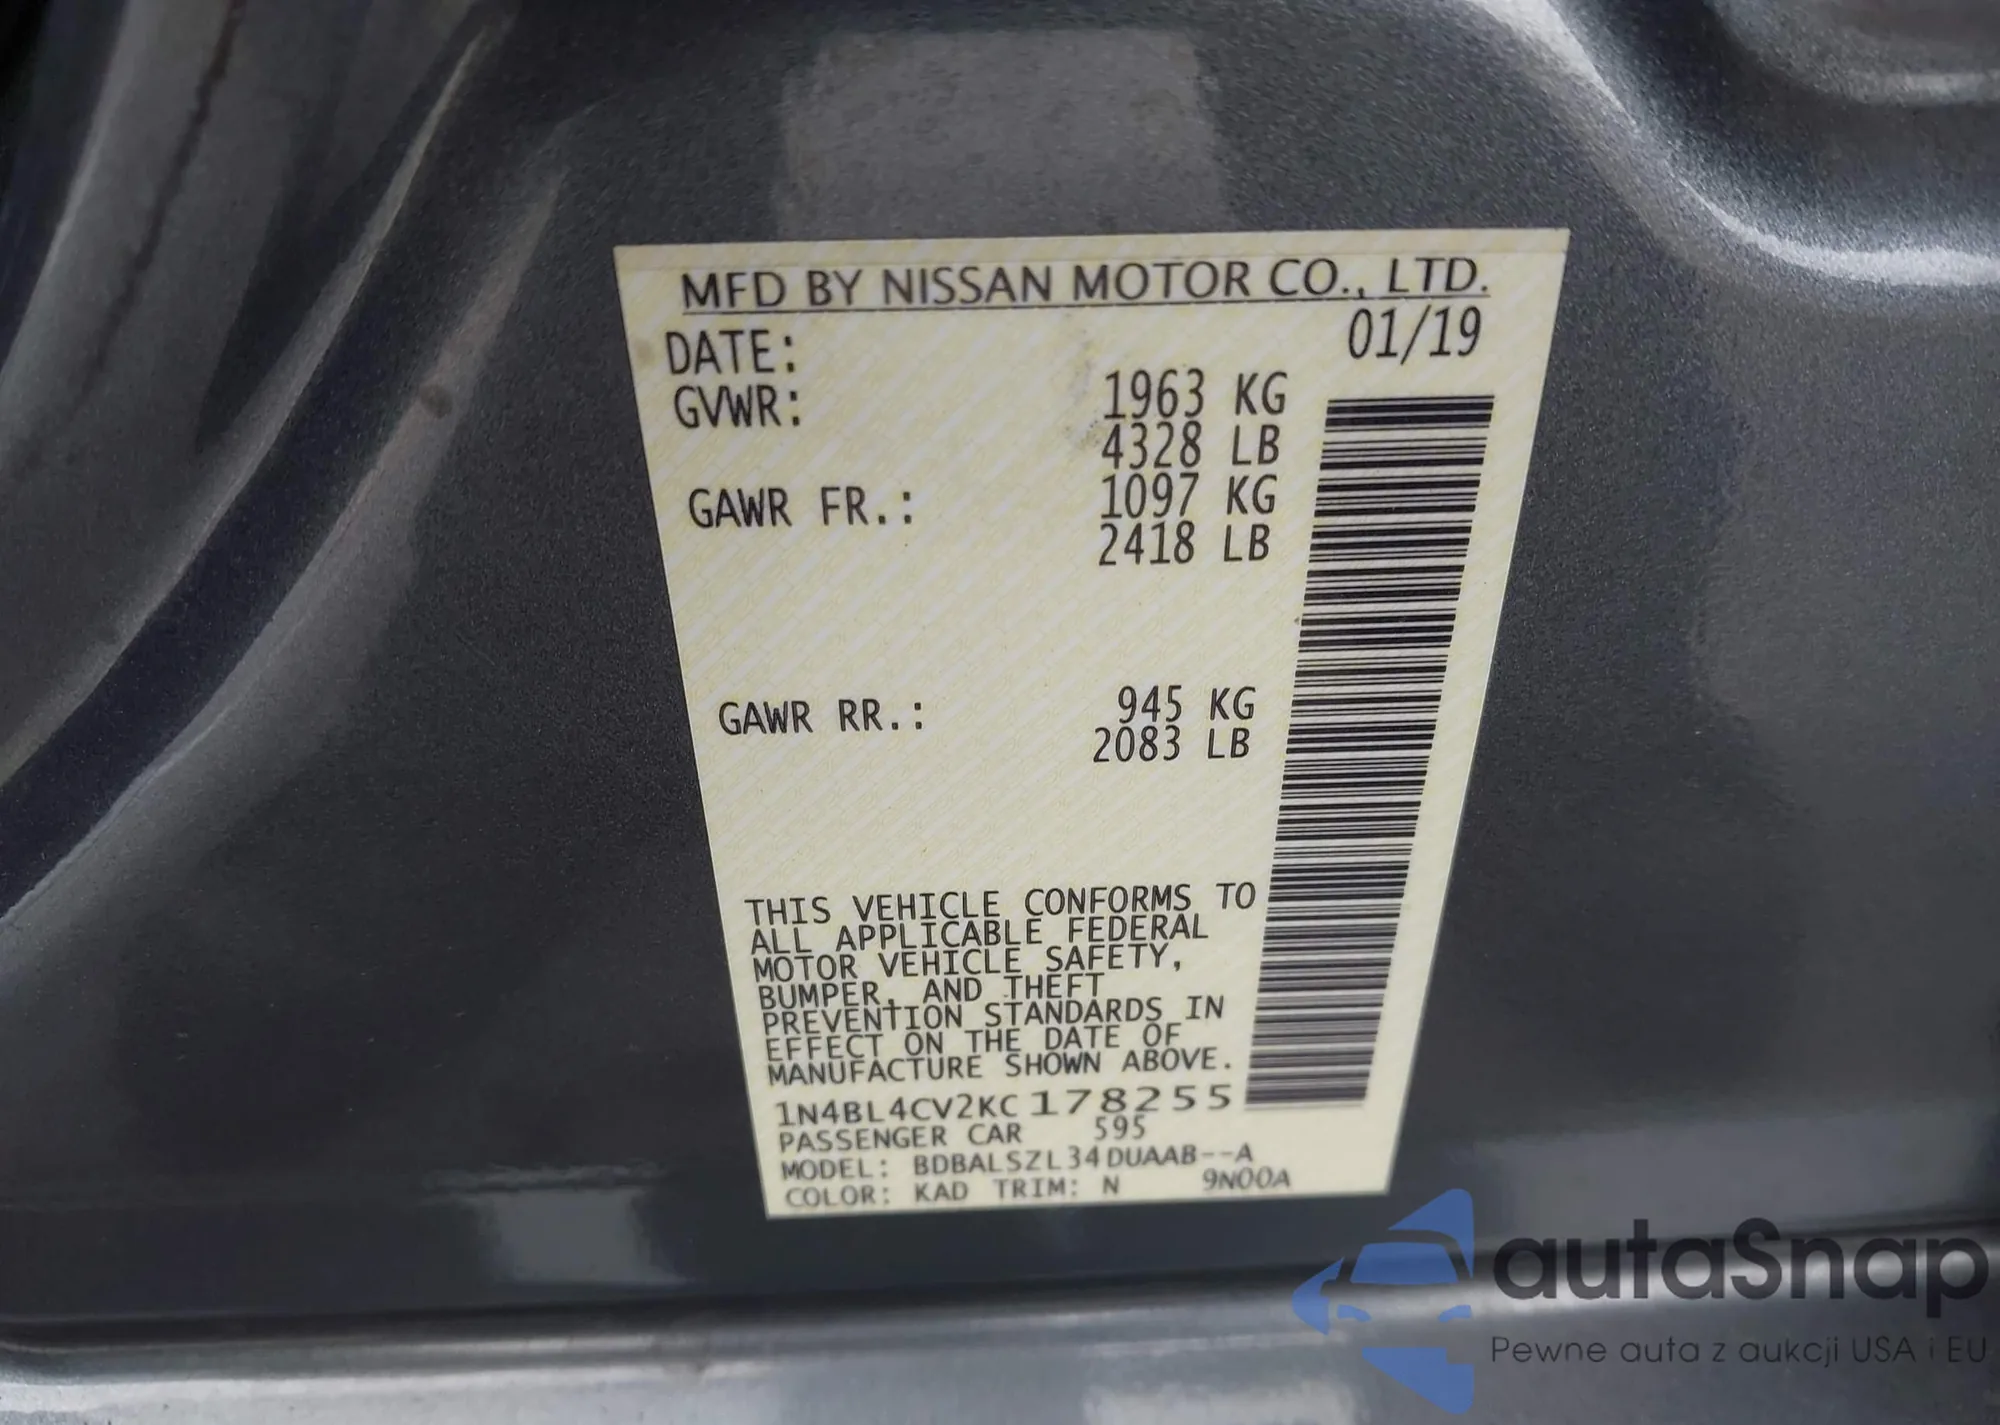 MFD BY NISSAN MOTOR CO., LTD.
DATE: 01/19
GVWR: 1963 KG
4328 LB
GAWR FR.: 1097 KG
2418 LB
GAWR RR.: 945 KG
2083 LB
THIS VEHICLE CONFORMS TO
ALL APPLICABLE FEDERAL
MOTOR VEHICLE SAFETY,
BUMPER, AND THEFT
PREVENTION STANDARDS IN
EFFECT ON THE DATE OF
MANUFACTURE SHOWN ABOVE.
1N4BL4CV2KC178255
PASSENGER CAR 595
MODEL: BDBALSZL34DUAAB--A
COLOR: KAD TRIM: N 9N00A
autaSnap
Pewne auta z aukcji USA i EU